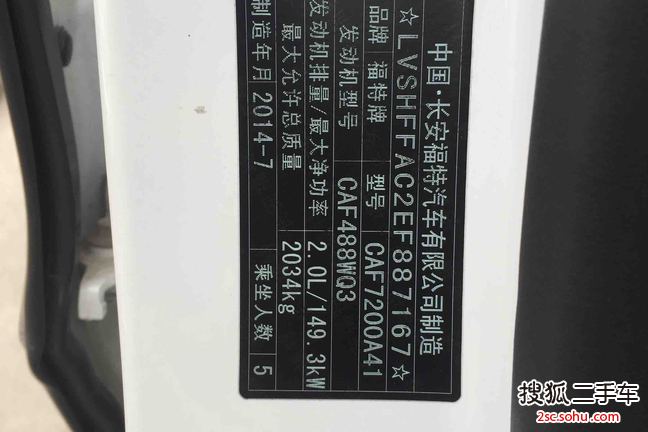 中国·长安福特汽车有限公司制造
☆LVSHFFAC2EF887167☆
品牌 福特牌 型号 CAF7200A41
发动机型号 CAF488WQ3
发动机排量/最大净功率 2.0L/149.3kW
最大允许总质量 2034kg
制造年月 2014-7 乘坐人数 5
搜狐二手车
2sc.sohu.com